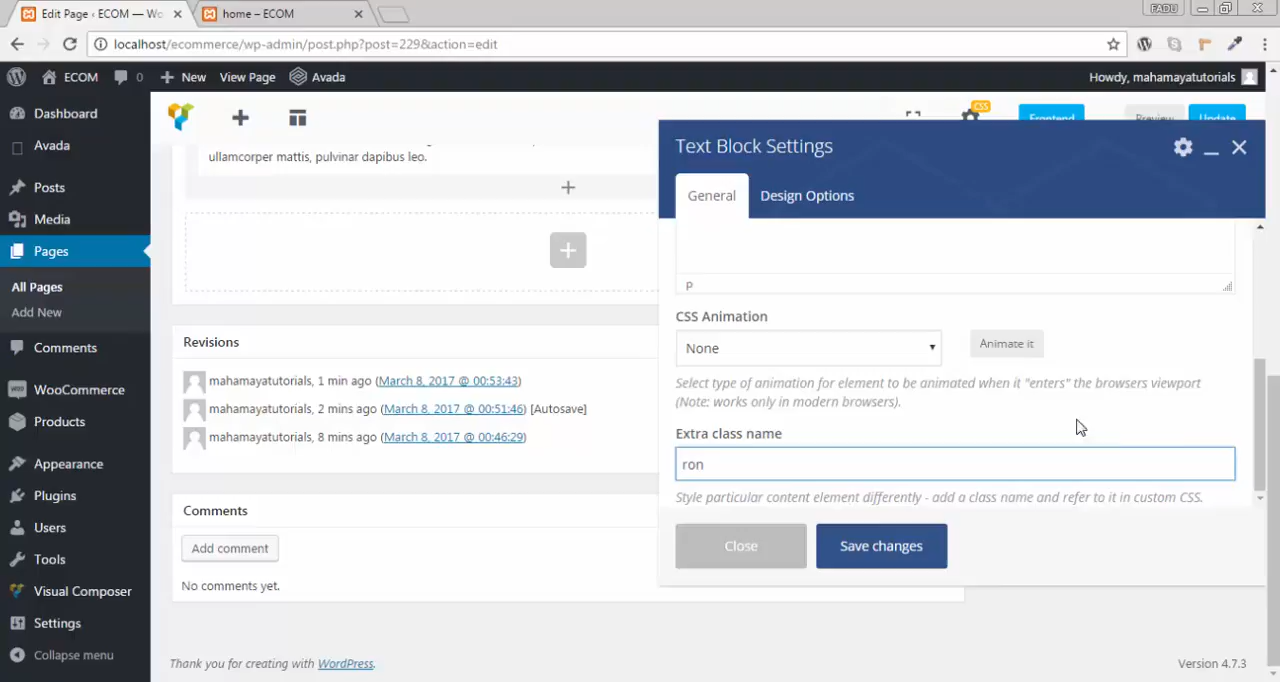 Edit Page ‹ ECOM — Wo
home – ECOM
FADU
localhost/ecommerce/wp-admin/post.php?post=229&action=edit
ECOM 0 New View Page Avada Howdy, mahamayatutorials
Dashboard
Avada
Posts
Media
Pages
All Pages
Add New
Comments
WooCommerce
Products
Appearance
Plugins
Users
Tools
Visual Composer
Settings
Collapse menu
CSS
Frontend Preview Update
ullamcorper mattis, pulvinar dapibus leo.
Revisions
mahamayatutorials, 1 min ago (March 8, 2017 @ 00:53:43)
mahamayatutorials, 2 mins ago (March 8, 2017 @ 00:51:46) [Autosave]
mahamayatutorials, 8 mins ago (March 8, 2017 @ 00:46:29)
Comments
Add comment
No comments yet.
Text Block Settings
General Design Options
P
CSS Animation
None Animate it
Select type of animation for element to be animated when it "enters" the browsers viewport
(Note: works only in modern browsers).
Extra class name
ron
Style particular content element differently - add a class name and refer to it in custom CSS.
Close Save changes
Thank you for creating with WordPress.
Version 4.7.3